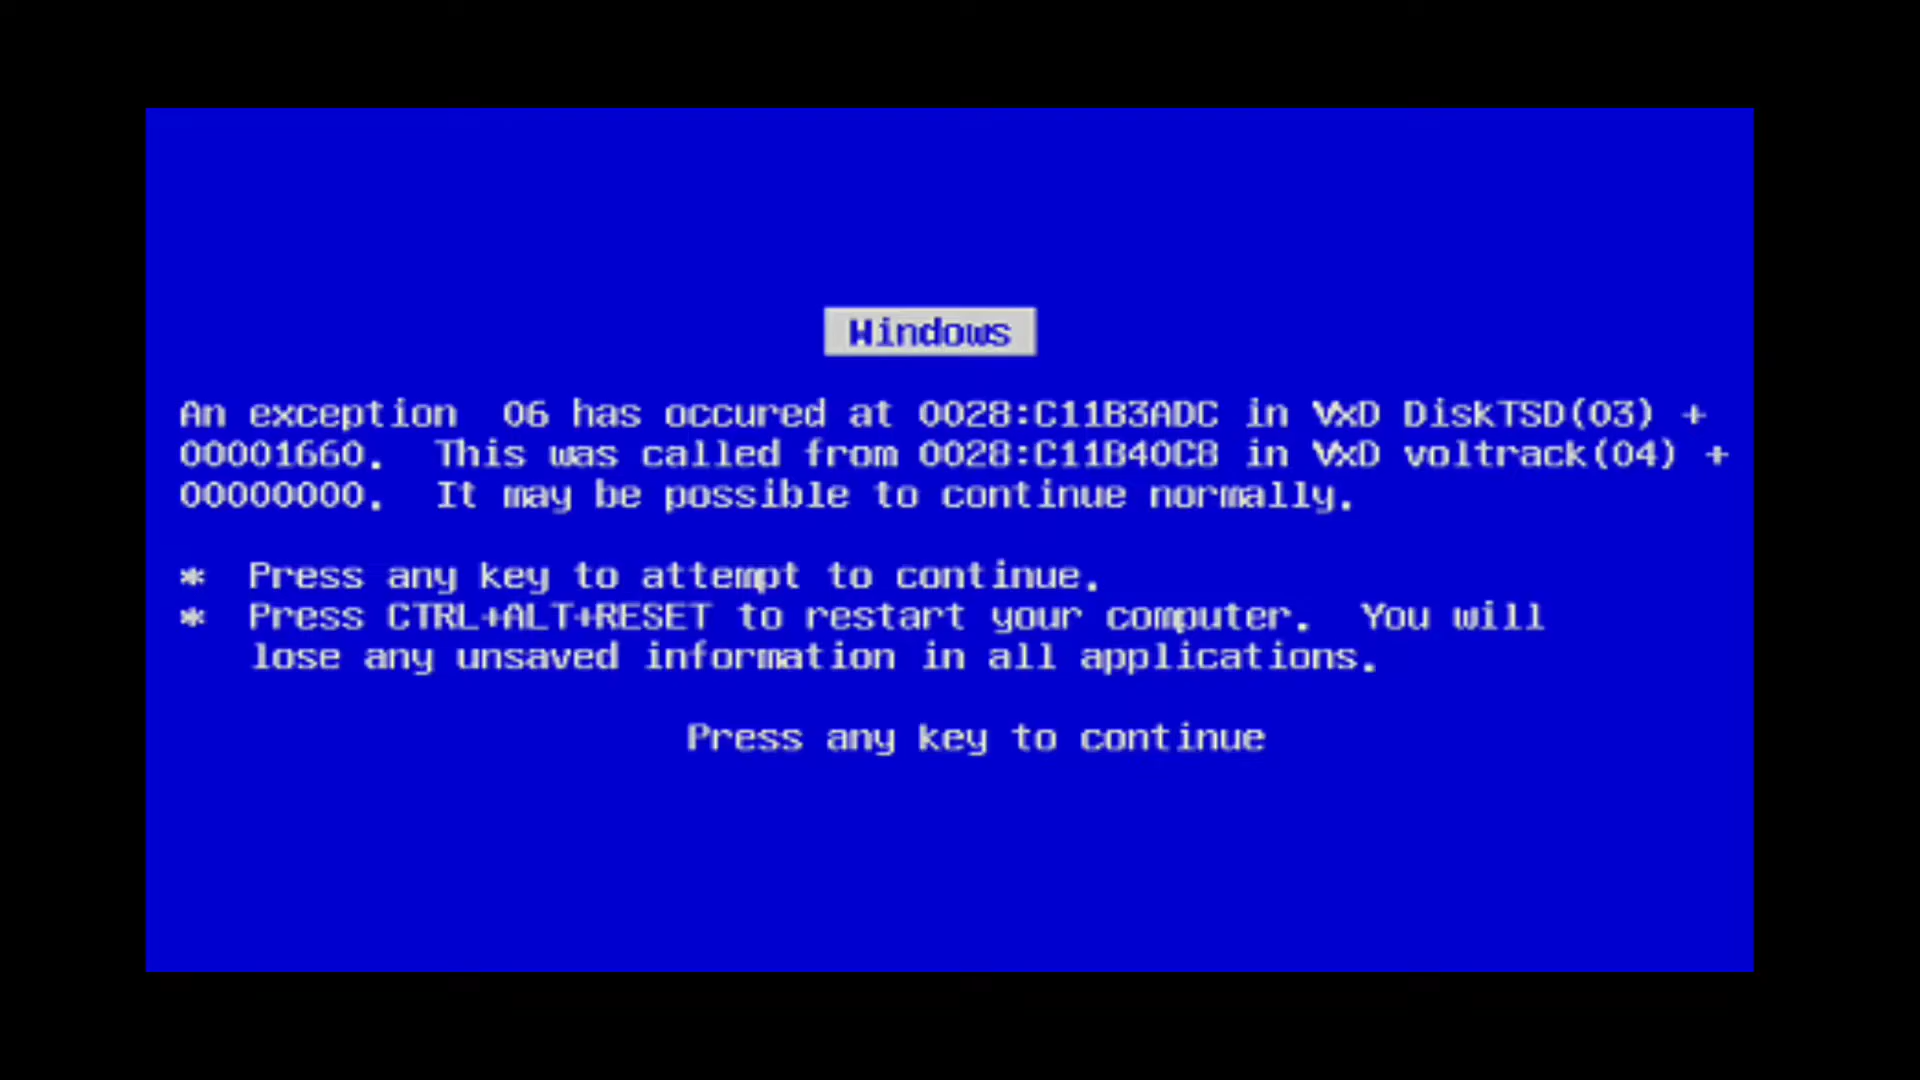 Windows
An exception  06 has occured at 0028:C11B3ADC in VxD DiskTSD(03) +
00001660.  This was called from 0028:C11B40C8 in VxD voltrack(04) +
00000000.  It may be possible to continue normally.
*  Press any key to attempt to continue.
*  Press CTRL+ALT+RESET to restart your computer.  You will
lose any unsaved information in all applications.
Press any key to continue